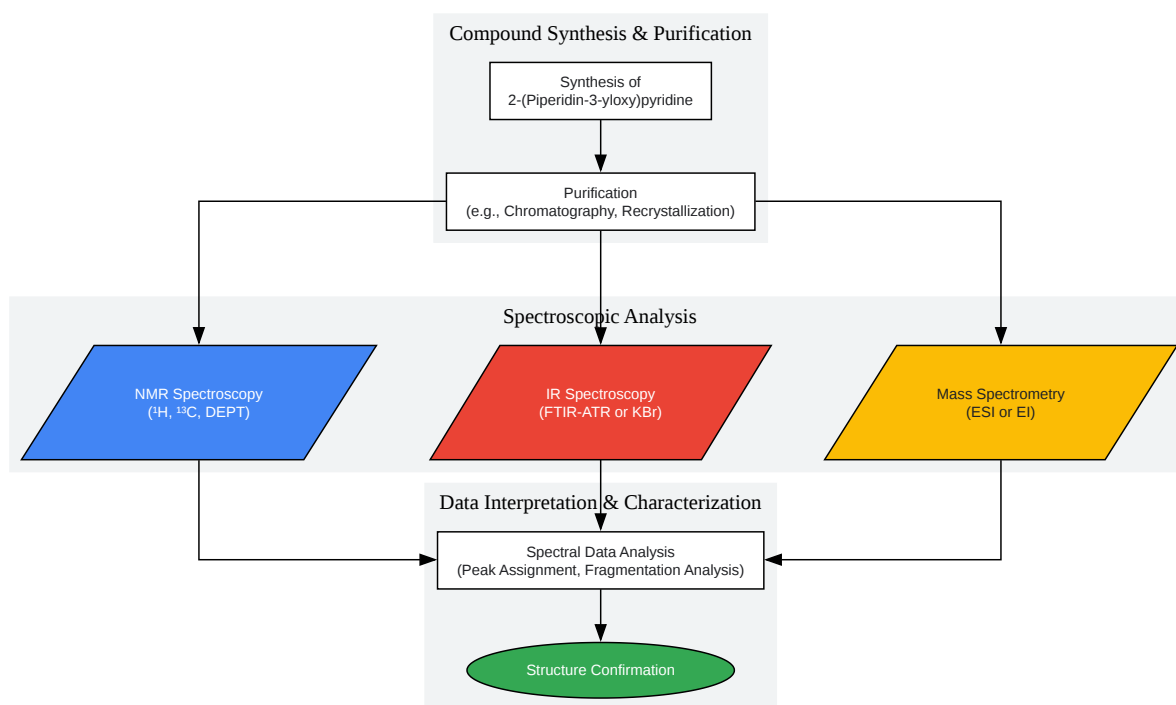 Compound Synthesis & Purification
Synthesis of
2-(Piperidin-3-yloxy)pyridine
Purification
(e.g., Chromatography, Recrystallization)
Spectroscopic Analysis
NMR Spectroscopy
(¹H, ¹³C, DEPT)
IR Spectroscopy
(FTIR-ATR or KBr)
Mass Spectrometry
(ESI or EI)
Data Interpretation & Characterization
Spectral Data Analysis
(Peak Assignment, Fragmentation Analysis)
Structure Confirmation